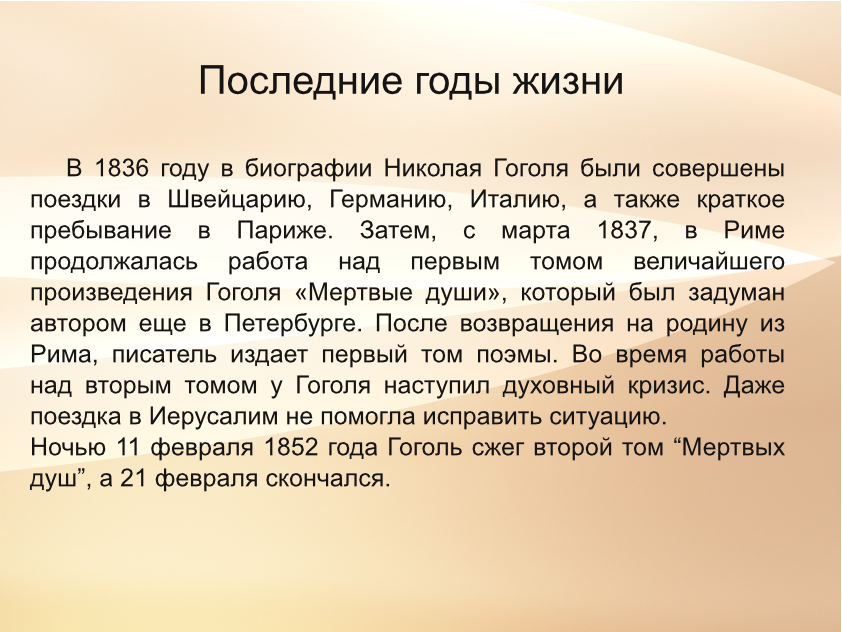 Последние годы жизни
В 1836 году в биографии Николая Гоголя были совершены
поездки в Швейцарию, Германию, Италию, а также краткое
пребывание в Париже. Затем, с марта 1837, в Риме
продолжалась работа над первым томом величайшего
произведения Гоголя «Мертвые души», который был задуман
автором еще в Петербурге. После возвращения на родину из
Рима, писатель издает первый том поэмы. Во время работы
над вторым томом у Гоголя наступил духовный кризис. Даже
поездка в Иерусалим не помогла исправить ситуацию.
Ночью 11 февраля 1852 года Гоголь сжег второй том “Мертвых
душ”, а 21 февраля скончался.